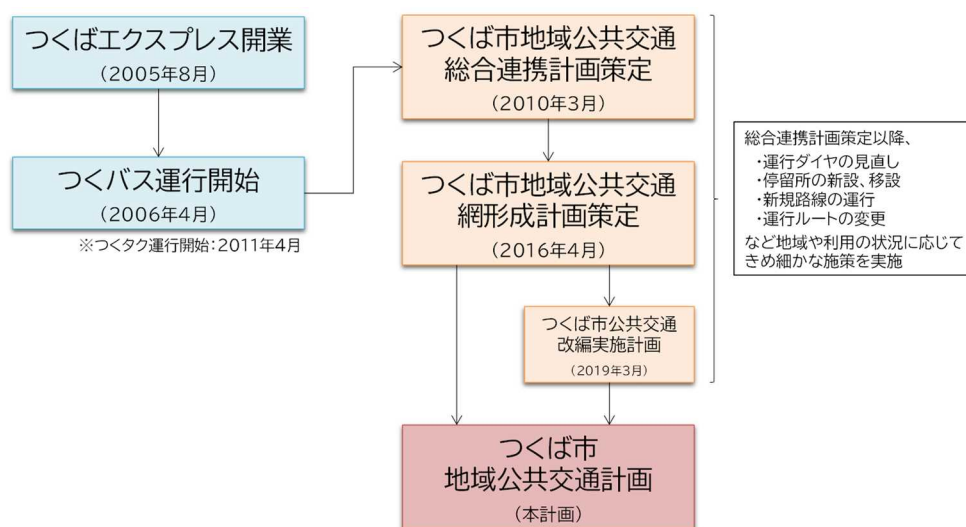 つくばエクスプレス開業
（2005年8月）
つくバス運行開始
（2006年4月）
※つくタク運行開始：2011年4月
つくば市地域公共交通
総合連携計画策定
（2010年3月）
つくば市地域公共交通
網形成計画策定
（2016年4月）
つくば市公共交通
改編実施計画
（2019年3月）
つくば市
地域公共交通計画
（本計画）
総合連携計画策定以降、
・運行ダイヤの見直し
・停留所の新設、移設
・新規路線の運行
・運行ルートの変更
など地域や利用の状況に応じて
きめ細かな施策を実施